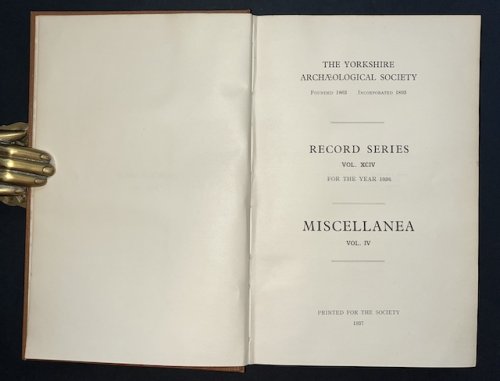 THE YORKSHIRE
ARCHÆOLOGICAL SOCIETY
FOUNDED 1863 INCORPORATED 1893
RECORD SERIES
VOL. XCIV
FOR THE YEAR 1936
MISCELLANEA
VOL. IV
PRINTED FOR THE SOCIETY
1937